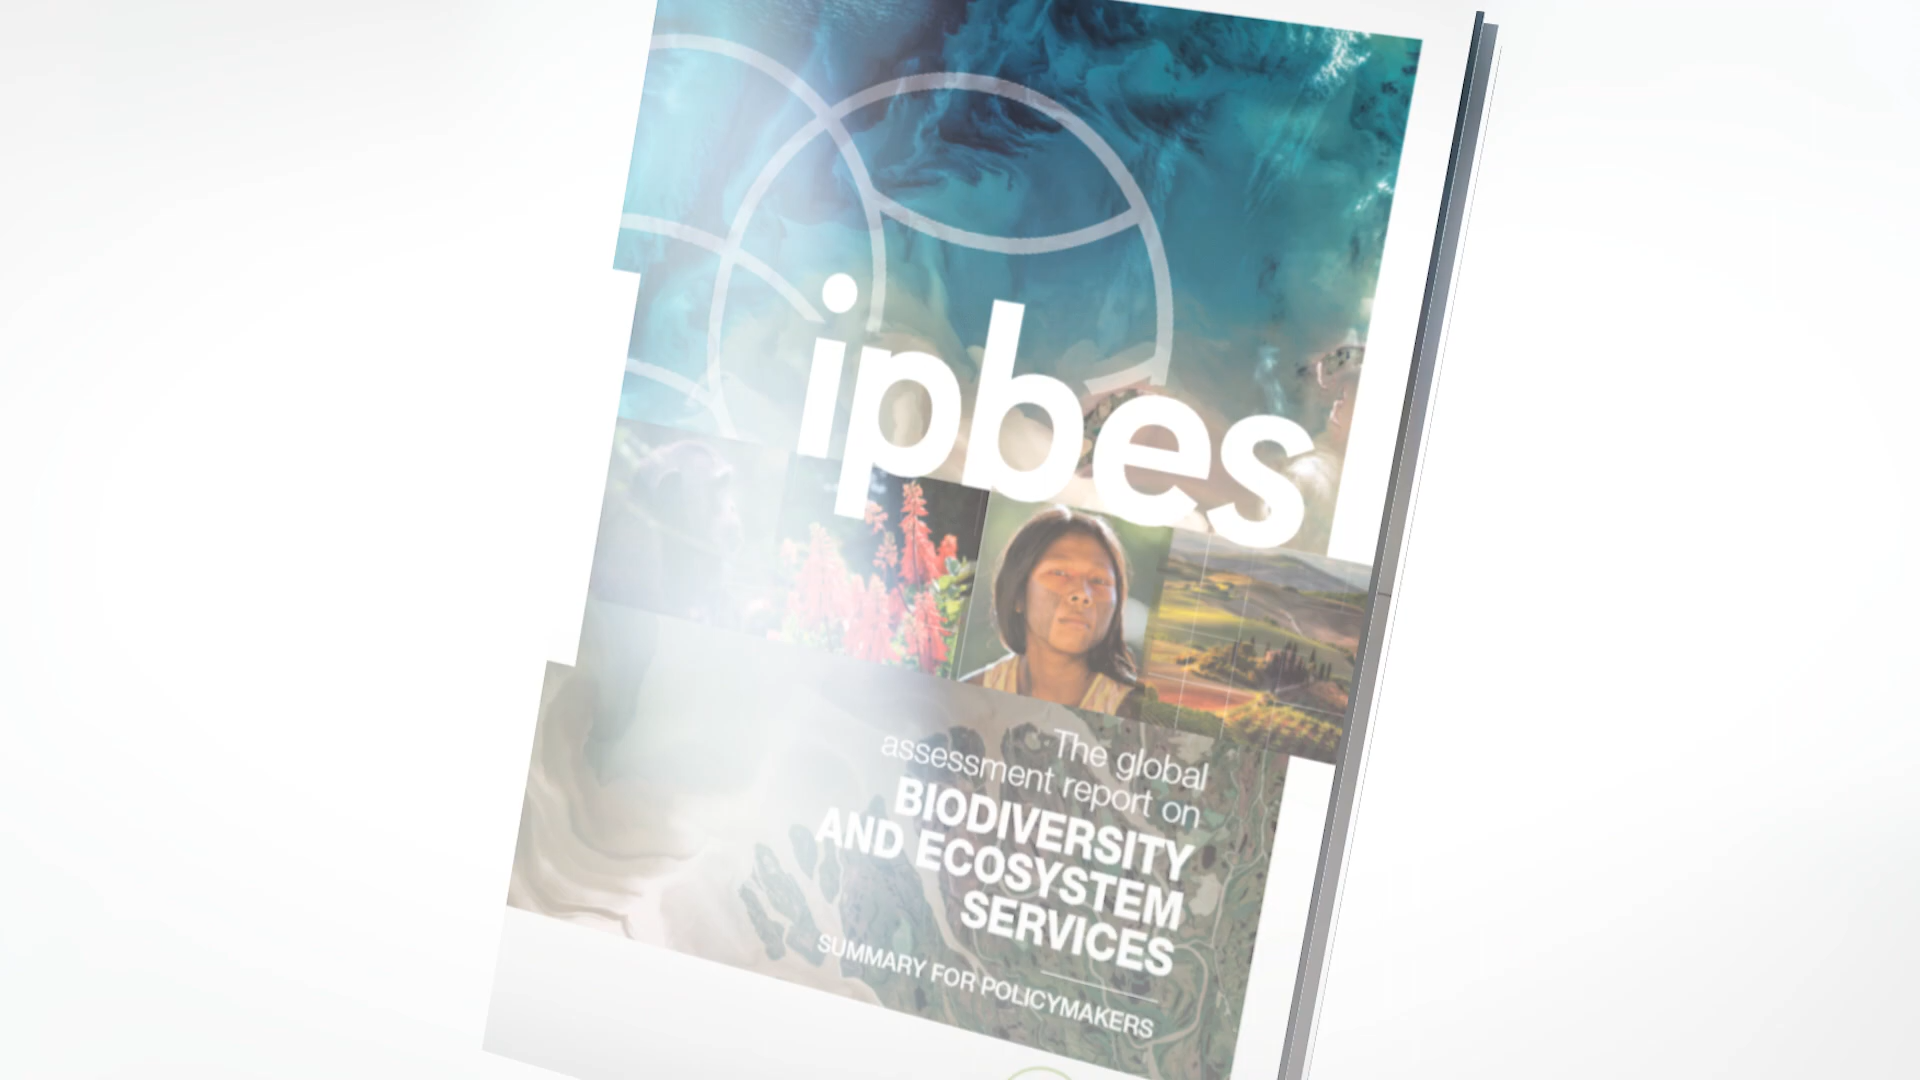 ipbes
The global
assessment report on
BIODIVERSITY
AND ECOSYSTEM
SERVICES
SUMMARY FOR POLICYMAKERS